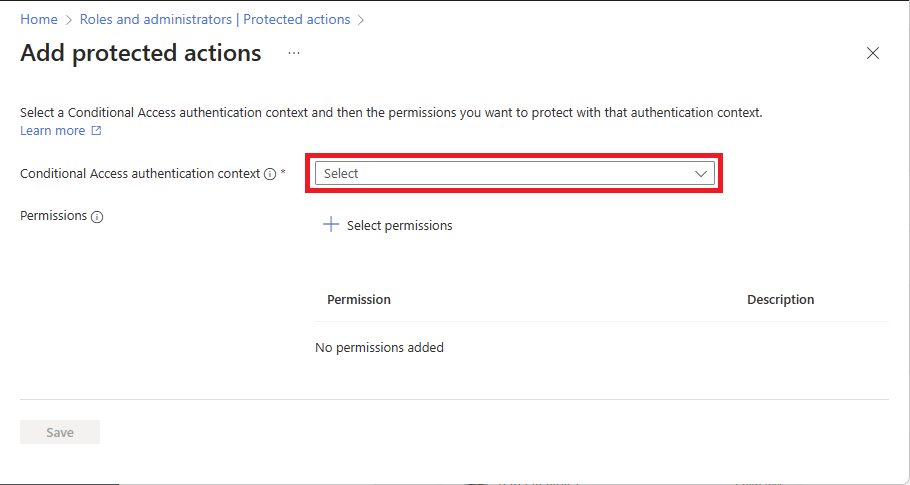 Home > Roles and administrators | Protected actions >
Add protected actions ...
Select a Conditional Access authentication context and then the permissions you want to protect with that authentication context.
Learn more
Conditional Access authentication context * Select
Permissions
Select permissions
Permission Description
No permissions added
Save